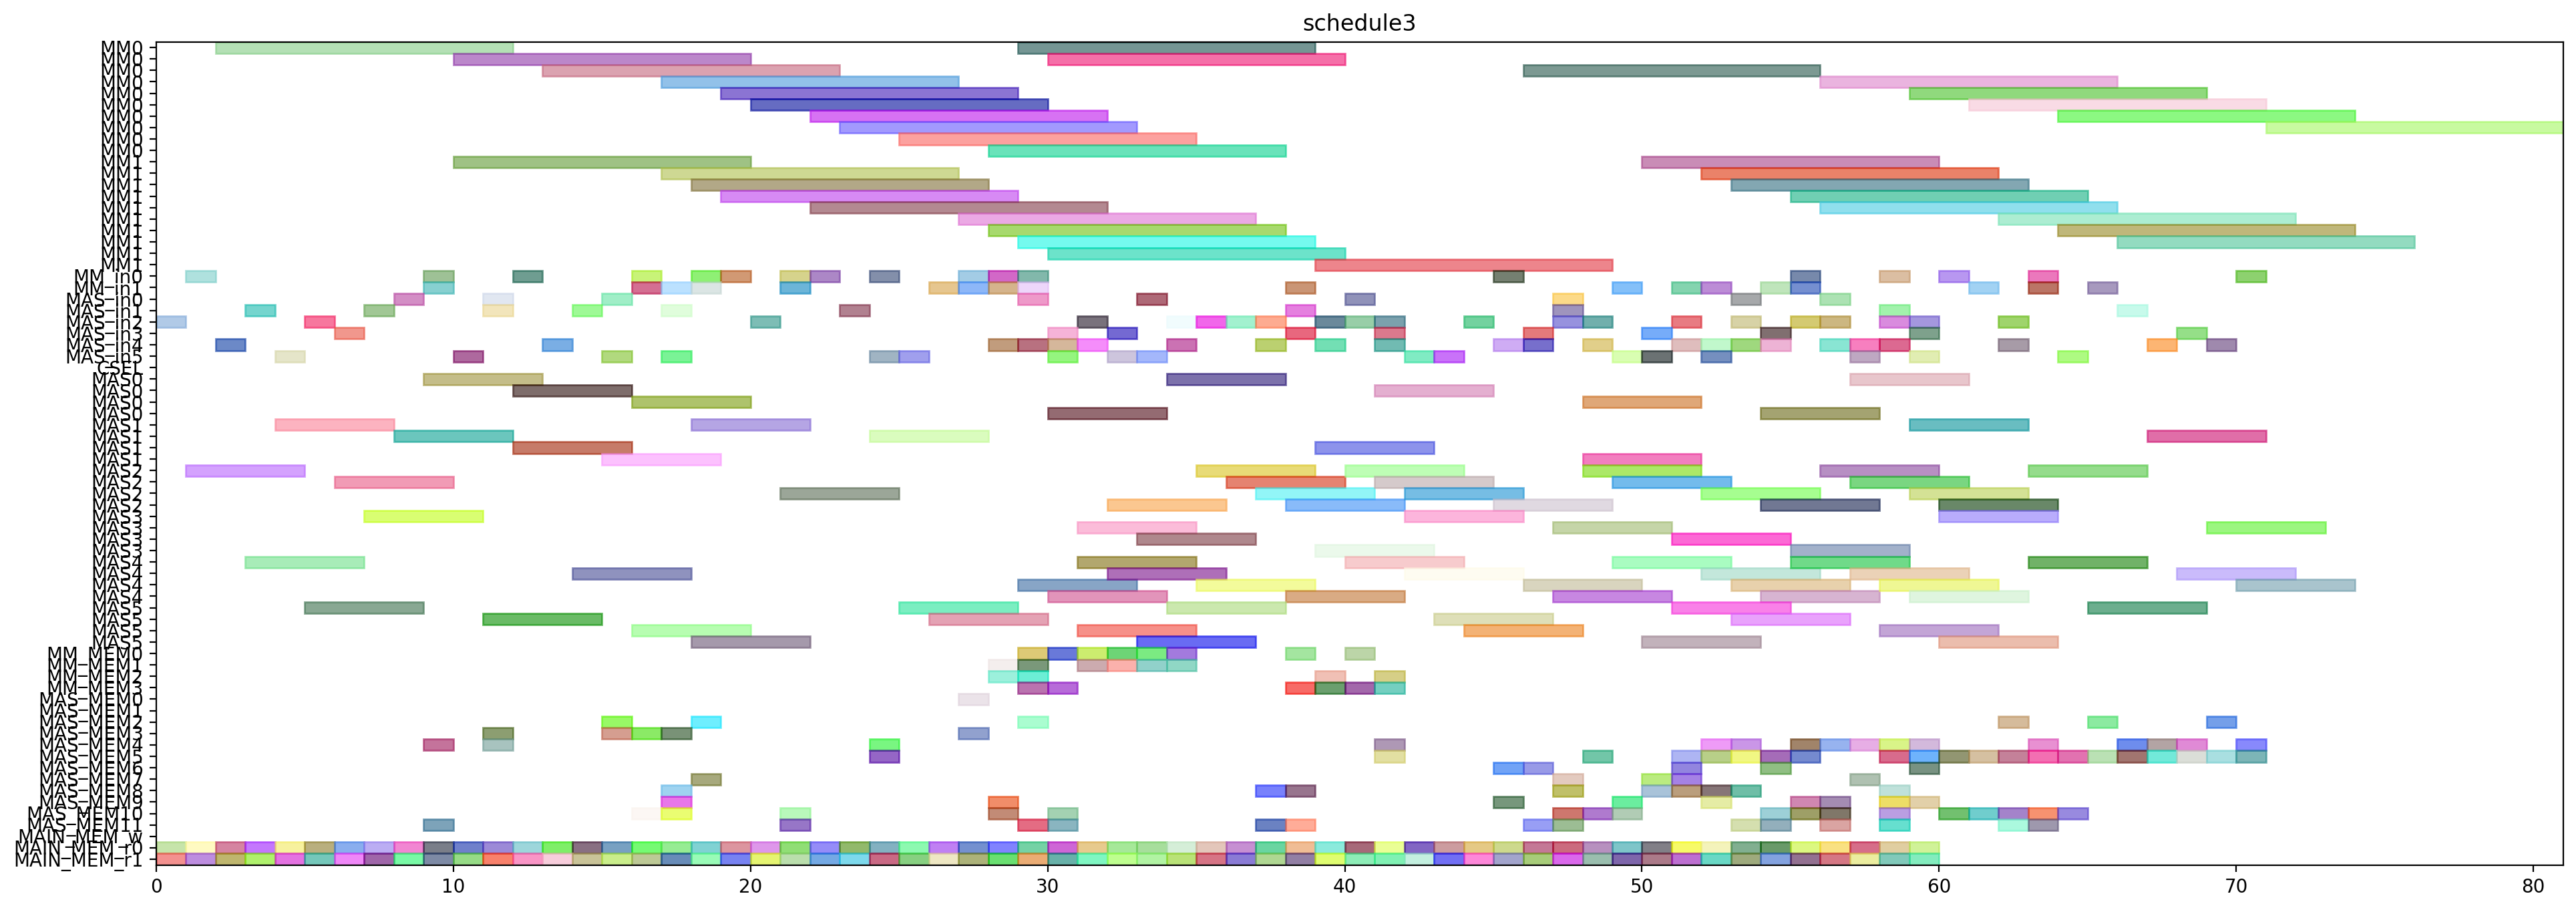 schedule3
MM0
MM0
MM0
MM0
MM0
MM0
MM0
MM0
MM0
MM0
MM1
MM1
MM1
MM1
MM1
MM1
MM1
MM1
MM1
MM1
MM_in0
MM_in1
MAS_in0
MAS_in1
MAS_in2
MAS_in3
MAS_in4
MAS_in5
CSEL
MAS0
MAS0
MAS0
MAS0
MAS1
MAS1
MAS1
MAS1
MAS2
MAS2
MAS2
MAS2
MAS3
MAS3
MAS3
MAS3
MAS4
MAS4
MAS4
MAS4
MAS5
MAS5
MAS5
MAS5
MM_MEM0
MM_MEM1
MM_MEM2
MM_MEM3
MAS_MEM0
MAS_MEM1
MAS_MEM2
MAS_MEM3
MAS_MEM4
MAS_MEM5
MAS_MEM6
MAS_MEM7
MAS_MEM8
MAS_MEM9
MAS_MEM10
MAS_MEM11
MAIN_MEM_w
MAIN_MEM_r0
MAIN_MEM_r1
0 10 20 30 40 50 60 70 80